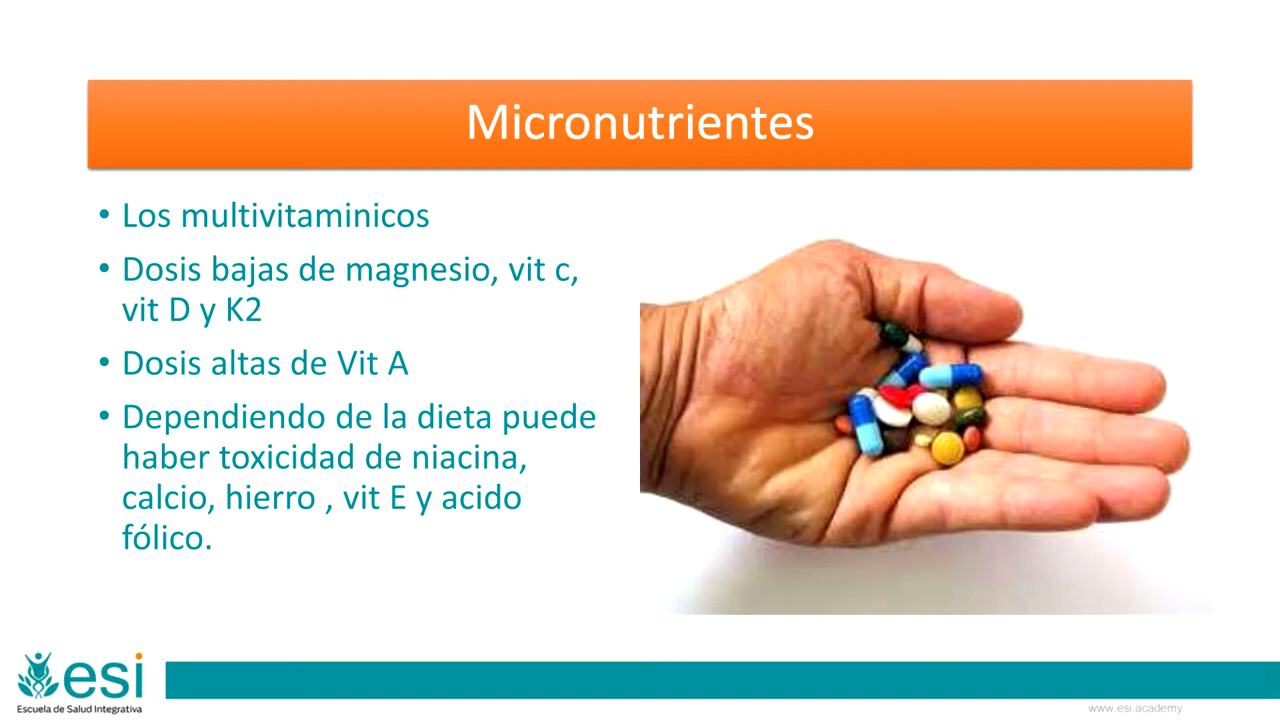 Micronutrientes
• Los multivitaminicos
• Dosis bajas de magnesio, vit c,
vit D y K2
• Dosis altas de Vit A
• Dependiendo de la dieta puede
haber toxicidad de niacina,
calcio, hierro , vit E y acido
fólico.
esi
Escuela de Salud Integrativa
www.esi.academy